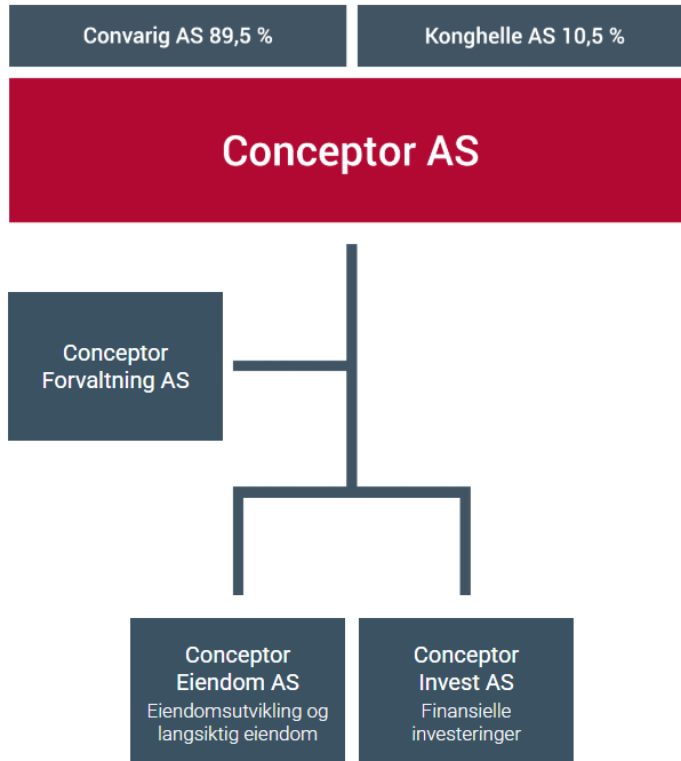 Convarig AS 89,5 %
Konghelle AS 10,5 %
Conceptor AS
Conceptor
Forvaltning AS
Conceptor
Eiendom AS
Eiendomsutvikling og
langsiktig eiendom
Conceptor
Invest AS
Finansielle
investeringer